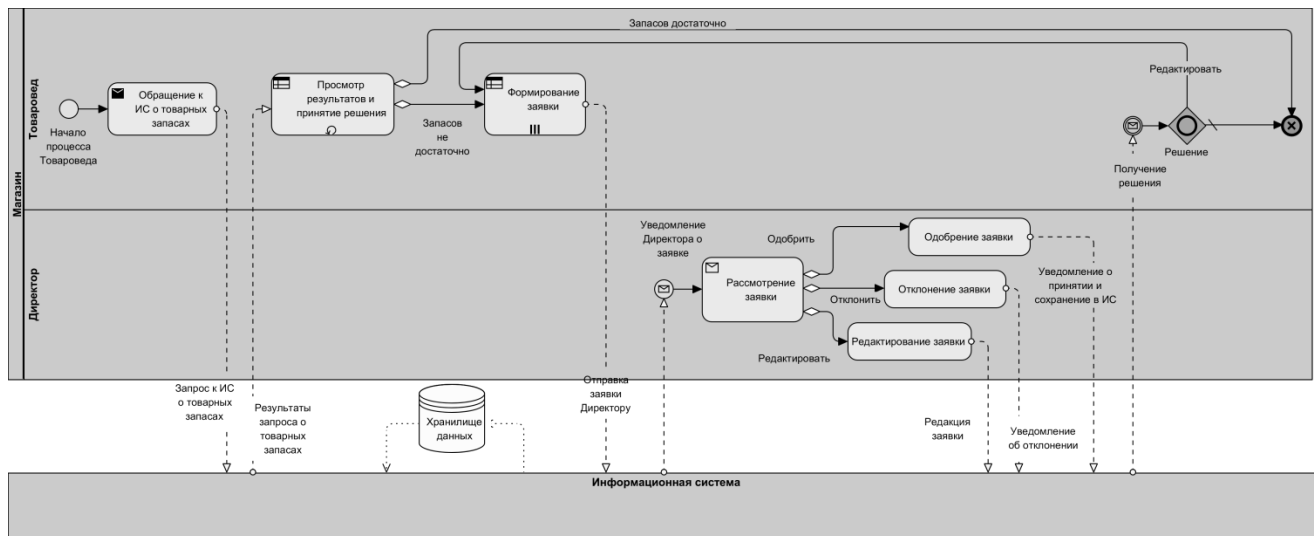 Магазин
Товаровед
Запасов достаточно
Редактировать
Обращение к
ИС о товарных
запасах
Просмотр
результатов и
принятие решения
Формирование
заявки
Начало
процесса
Товароведа
Запасов
не
достаточно
Решение
Получение
решения
Директор
Уведомление
Директора о
заявке
Одобрить
Одобрение заявки
Рассмотрение
заявки
Отклонить
Отклонение заявки
Уведомление о
принятии и
сохранение в ИС
Редактировать
Редактирование заявки
Запрос к ИС
о товарных
запасах
Результаты
запроса о
товарных
запасах
Хранилище
данных
Отправка
заявки
Директору
Редакция
заявки
Уведомление
об отклонении
Информационная система